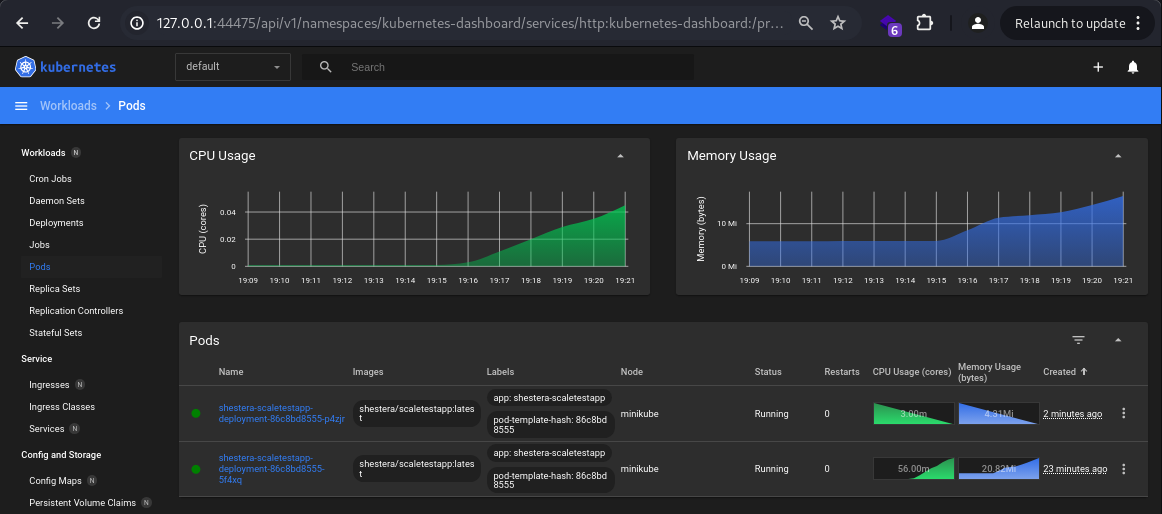 127.0.0.1:44475/api/v1/namespaces/kubernetes-dashboard/services/http:kubernetes-dashboard:/pr...
6
Relaunch to update
kubernetes
default
Search
Workloads
Pods
Workloads N
Cron Jobs
Daemon Sets
Deployments
Jobs
Pods
Replica Sets
Replication Controllers
Stateful Sets
Service
Ingresses N
Ingress Classes
Services N
Config and Storage
Config Maps N
Persistent Volume Claims N
CPU Usage
CPU (cores)
0.04
0.02
0
19:09 19:10 19:11 19:12 19:13 19:14 19:15 19:16 19:17 19:18 19:19 19:20 19:21
Memory Usage
Memory (bytes)
10 Mi
0 Mi
19:09 19:10 19:11 19:12 19:13 19:14 19:15 19:16 19:17 19:18 19:19 19:20 19:21
Pods
Name Images Labels Node Status Restarts CPU Usage (cores) Memory Usage
(bytes) Created
shestera-scaletestapp-
deployment-86c8bd8555-p4zjr
shestera/scaletestapp:lates
t
app: shestera-scaletestapp
pod-template-hash: 86c8bd
8555
minikube
Running
0
3.00m
4.31Mi
2 minutes ago
shestera-scaletestapp-
deployment-86c8bd8555-
5f4xq
shestera/scaletestapp:lates
t
app: shestera-scaletestapp
pod-template-hash: 86c8bd
8555
minikube
Running
0
56.00m
20.82Mi
23 minutes ago